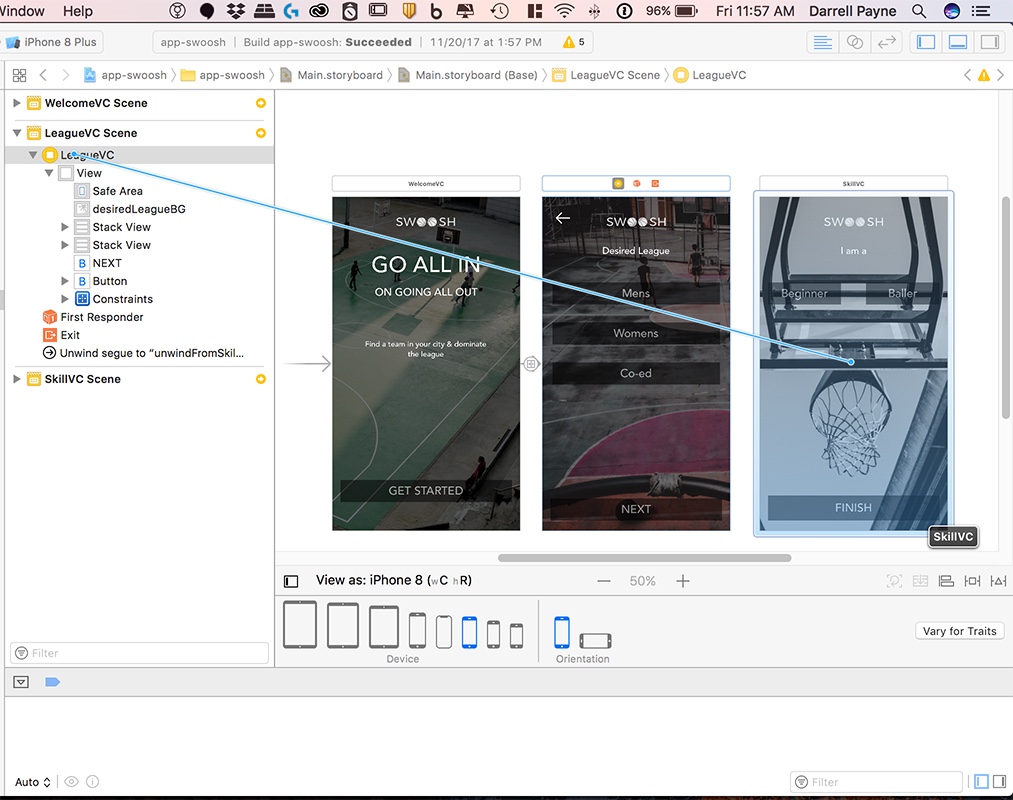 Window Help 96% Fri 11:57 AM Darrell Payne
iPhone 8 Plus app-swoosh Build app-swoosh: Succeeded 11/20/17 at 1:57 PM 5
app-swoosh app-swoosh Main.storyboard Main.storyboard (Base) LeagueVC Scene LeagueVC
WelcomeVC Scene
LeagueVC Scene
LeagueVC
View
Safe Area
desiredLeagueBG
Stack View
Stack View
B NEXT
B Button
Constraints
First Responder
Exit
Unwind segue to "unwindFromSkil...
SkillVC Scene
Filter
WelcomeVC
SWOOSH
GO ALL IN
ON GOING ALL OUT
Find a team in your city & dominate
the league
GET STARTED
SWOOSH
Desired League
Mens
Womens
Co-ed
NEXT
SkillVC
SWOOSH
I am a
Beginner Baller
FINISH
SkillVC
View as: iPhone 8 (wC hR)
50%
Device
Orientation
Vary for Traits
Auto
Filter